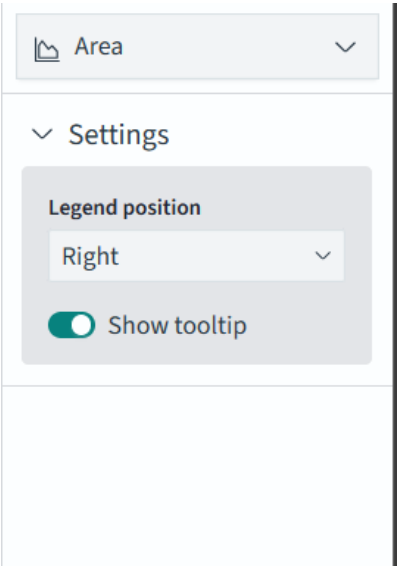 Area
Settings
Legend position
Right
Show tooltip